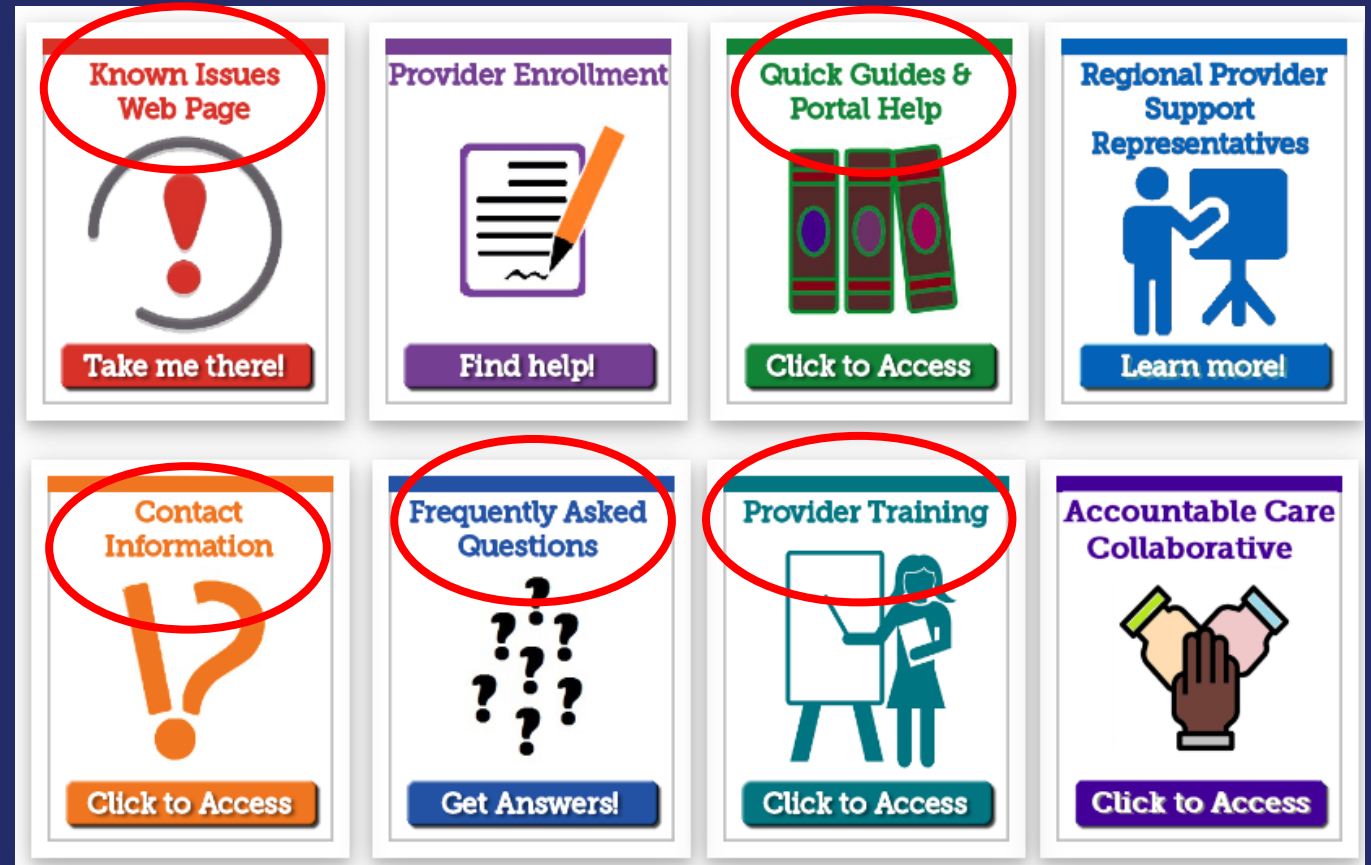 Known Issues
Web Page
Take me there!
Provider Enrollment
Find help!
Quick Guides &
Portal Help
Click to Access
Regional Provider
Support
Representatives
Learn more!
Contact
Information
Click to Access
Frequently Asked
Questions
Get Answers!
Provider Training
Click to Access
Accountable Care
Collaborative
Click to Access